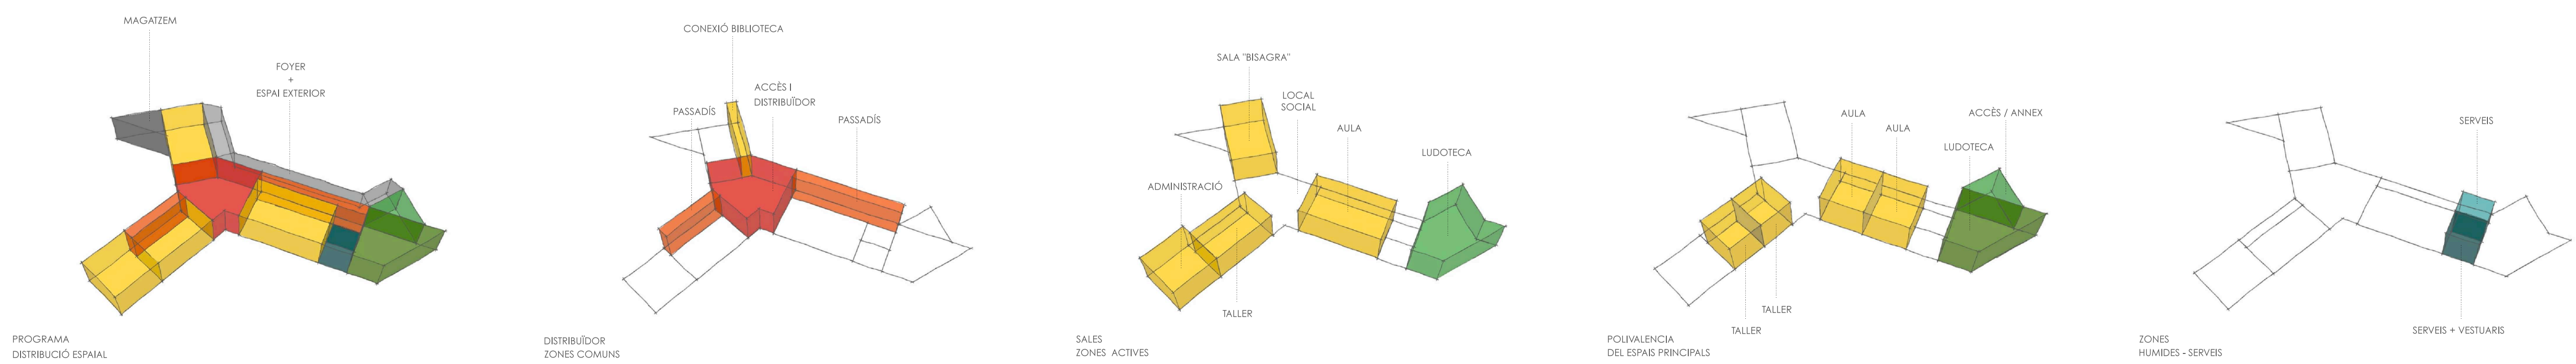 MAGATZEM
FOYER
+
ESPAI EXTERIOR
PROGRAMA
DISTRIBUCIÓ ESPAIAL
CONEXIÓ BIBLIOTECA
ACCÈS I
DISTRIBUÏDOR
PASSADÍS
PASSADÍS
DISTRIBUÏDOR
ZONES COMUNS
SALA "BISAGRA"
LOCAL
SOCIAL
AULA
LUDOTECA
ADMINISTRACIÓ
TALLER
SALES
ZONES ACTIVES
AULA
AULA
ACCÈS / ANNEX
LUDOTECA
TALLER
TALLER
POLIVALENCIA
DEL ESPAIS PRINCIPALS
SERVEIS
SERVEIS + VESTUARIS
ZONES
HUMIDES - SERVEIS